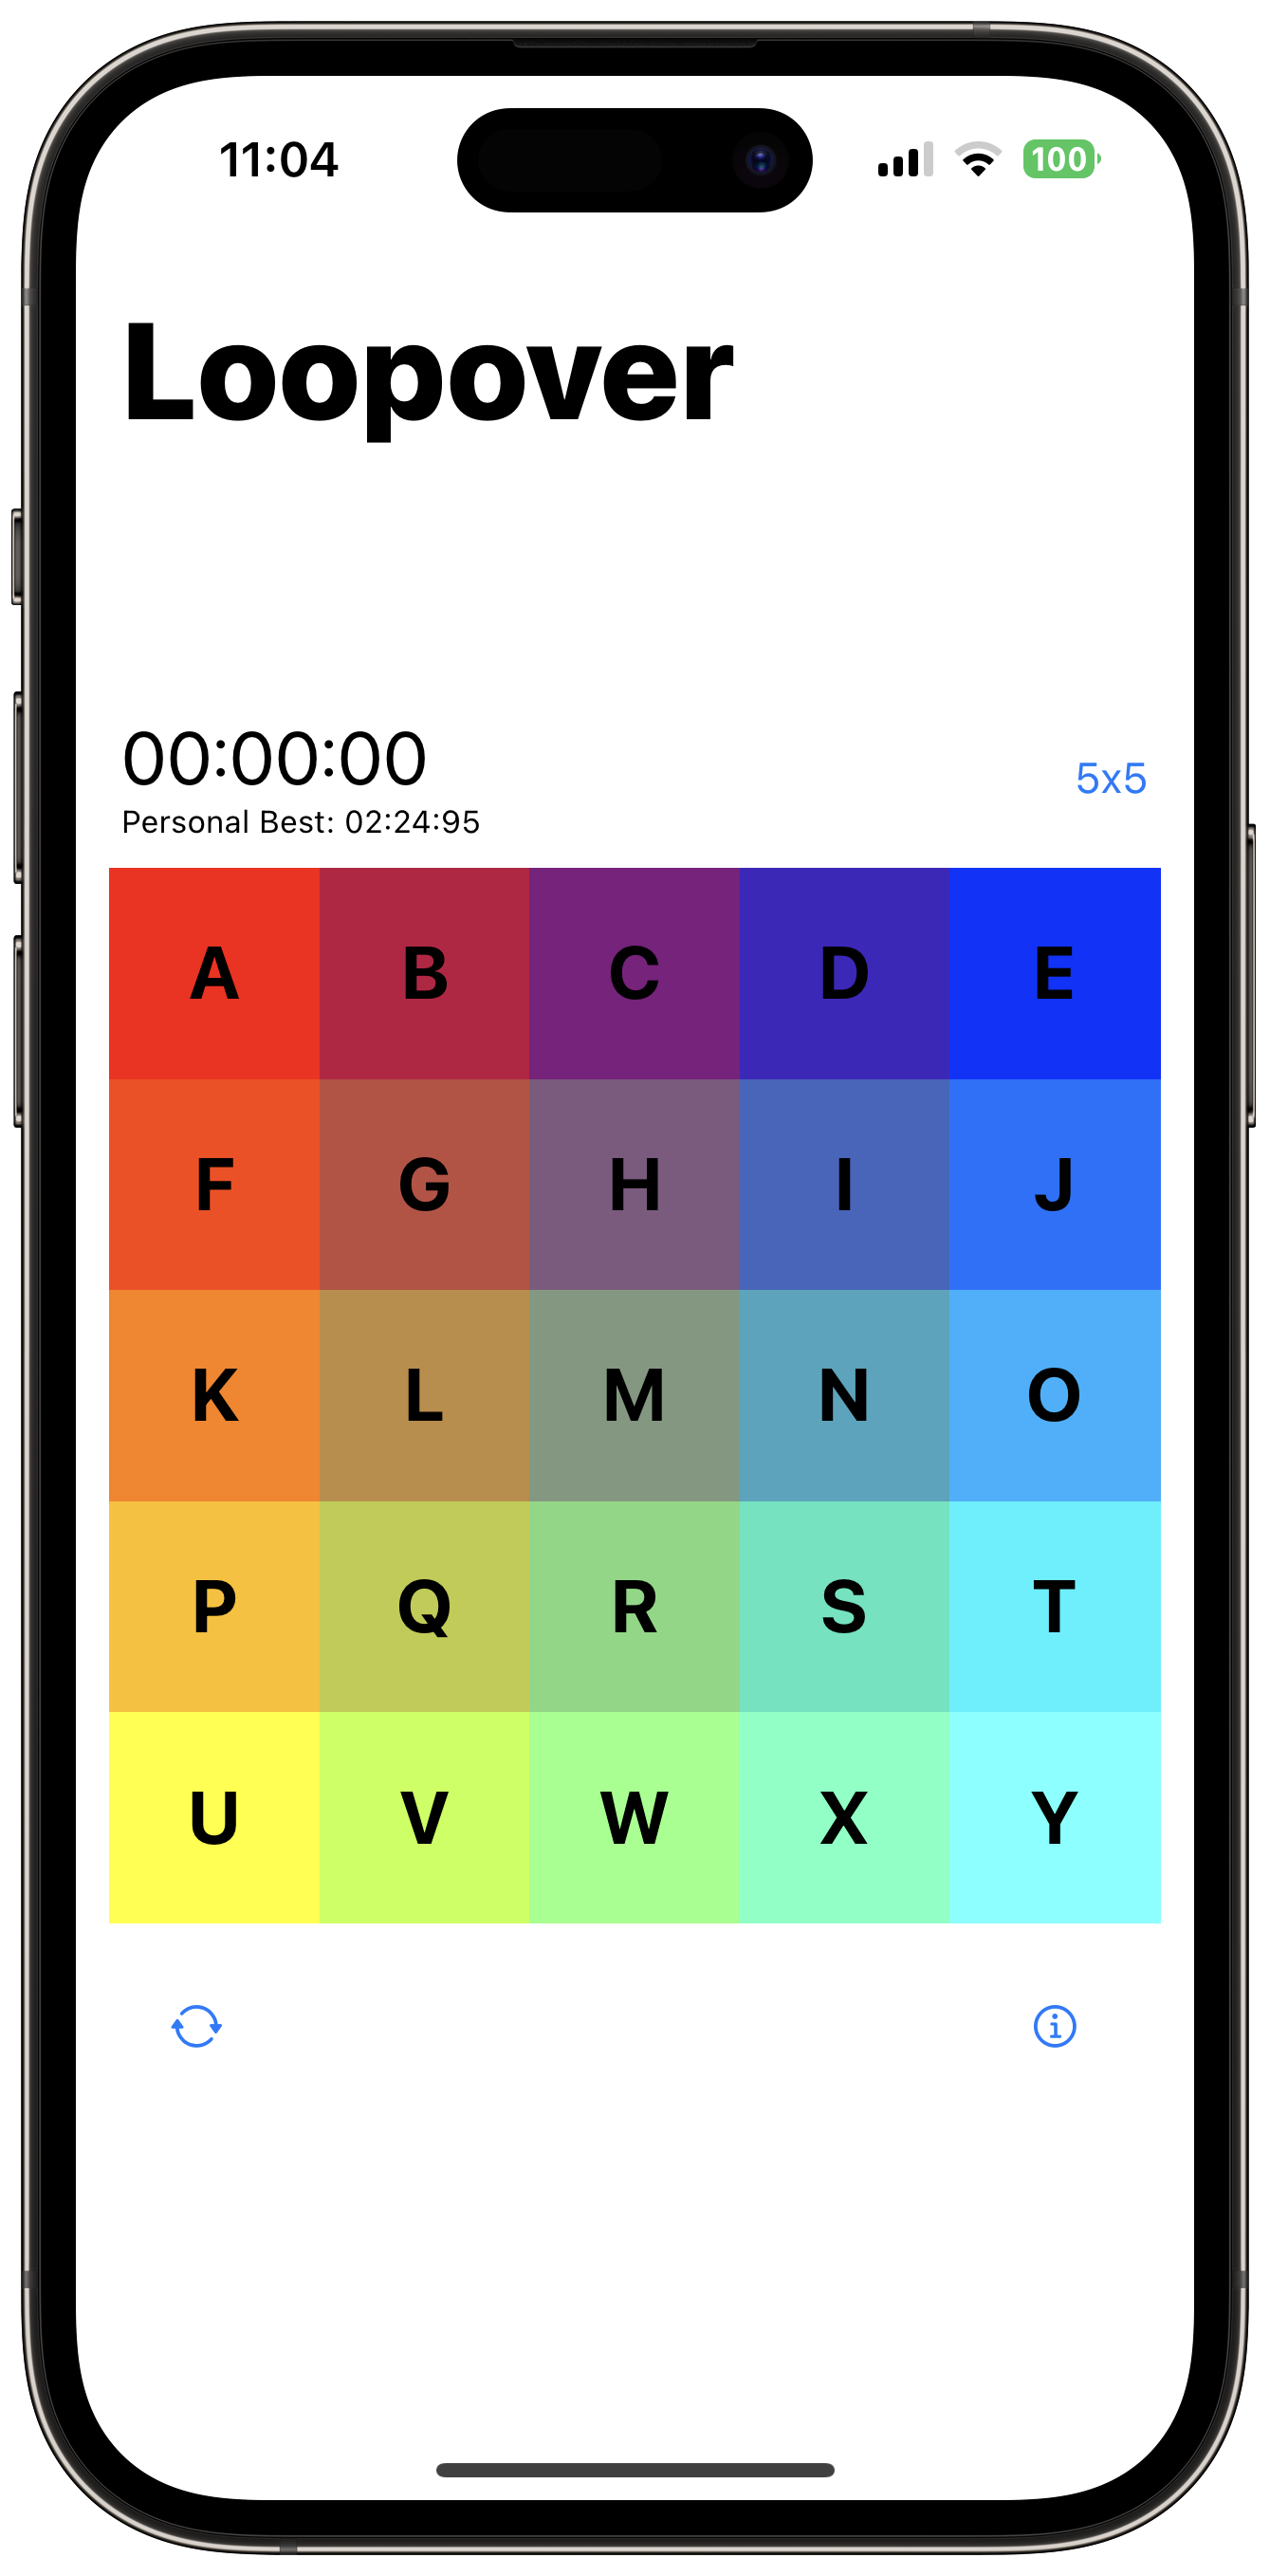 11:04 100
Loopover
00:00:00
5x5
Personal Best: 02:24:95
A B C D E
F G H I J
K L M N O
P Q R S T
U V W X Y